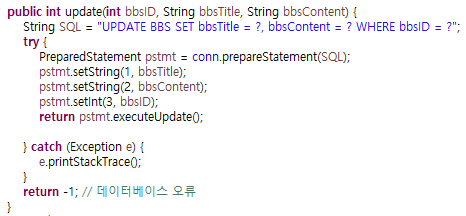 public int update(int bbsID, String bbsTitle, String bbsContent) {
    String SQL = "UPDATE BBS SET bbsTitle = ?, bbsContent = ? WHERE bbsID = ?";
    try {
        PreparedStatement pstmt = conn.prepareStatement(SQL);
        pstmt.setString(1, bbsTitle);
        pstmt.setString(2, bbsContent);
        pstmt.setInt(3, bbsID);
        return pstmt.executeUpdate();

    } catch (Exception e) {
        e.printStackTrace();
    }
    return -1; // 데이터베이스 오류
}